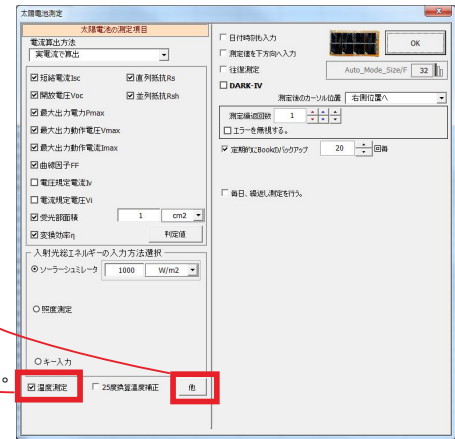 太陽電池測定
太陽電池の測定項目
電流算出方法
実電流で算出
短絡電流Isc
直列抵抗Rs
開放電圧Voc
並列抵抗Rsh
最大出力電力Pmax
最大出力動作電圧Vmax
最大出力動作電流Imax
曲線因子FF
電圧規定電流Iv
電流規定電圧Vi
受光部面積
1
cm2
変換効率η
判定値
入射光総エネルギーの入力方法選択
ソーラーシュミレータ
1000
W/m2
照度測定
キー入力
温度測定
25度換算温度補正
他
。
日付時刻も入力
測定値を下方向へ入力
往復測定
DARK-IV
OK
Auto_Mode_Size/F
32
測定後のカーソル位置
右側位置へ
測定繰返回数
1
エラーを無視する。
定期的にBookのバックアップ
20
回毎
毎日、繰返し測定を行う。